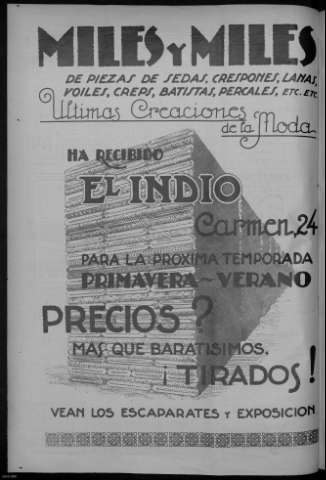 MILES Y MILES
DE PIEZAS DE SEDAS, CRESPONES, LANAS,
VOILES, CREPS, BATISTAS, PERCALES, ETC. ETC.
Ultimas Creaciones
de la Moda
HA RECIBIDO
EL INDIO
Carmen, 24
PARA LA PROXIMA TEMPORADA
PRIMAVERA-VERANO
PRECIOS?
MAS QUE BARATISIMOS,
¡TIRADOS!
VEAN LOS ESCAPARATES Y EXPOSICION